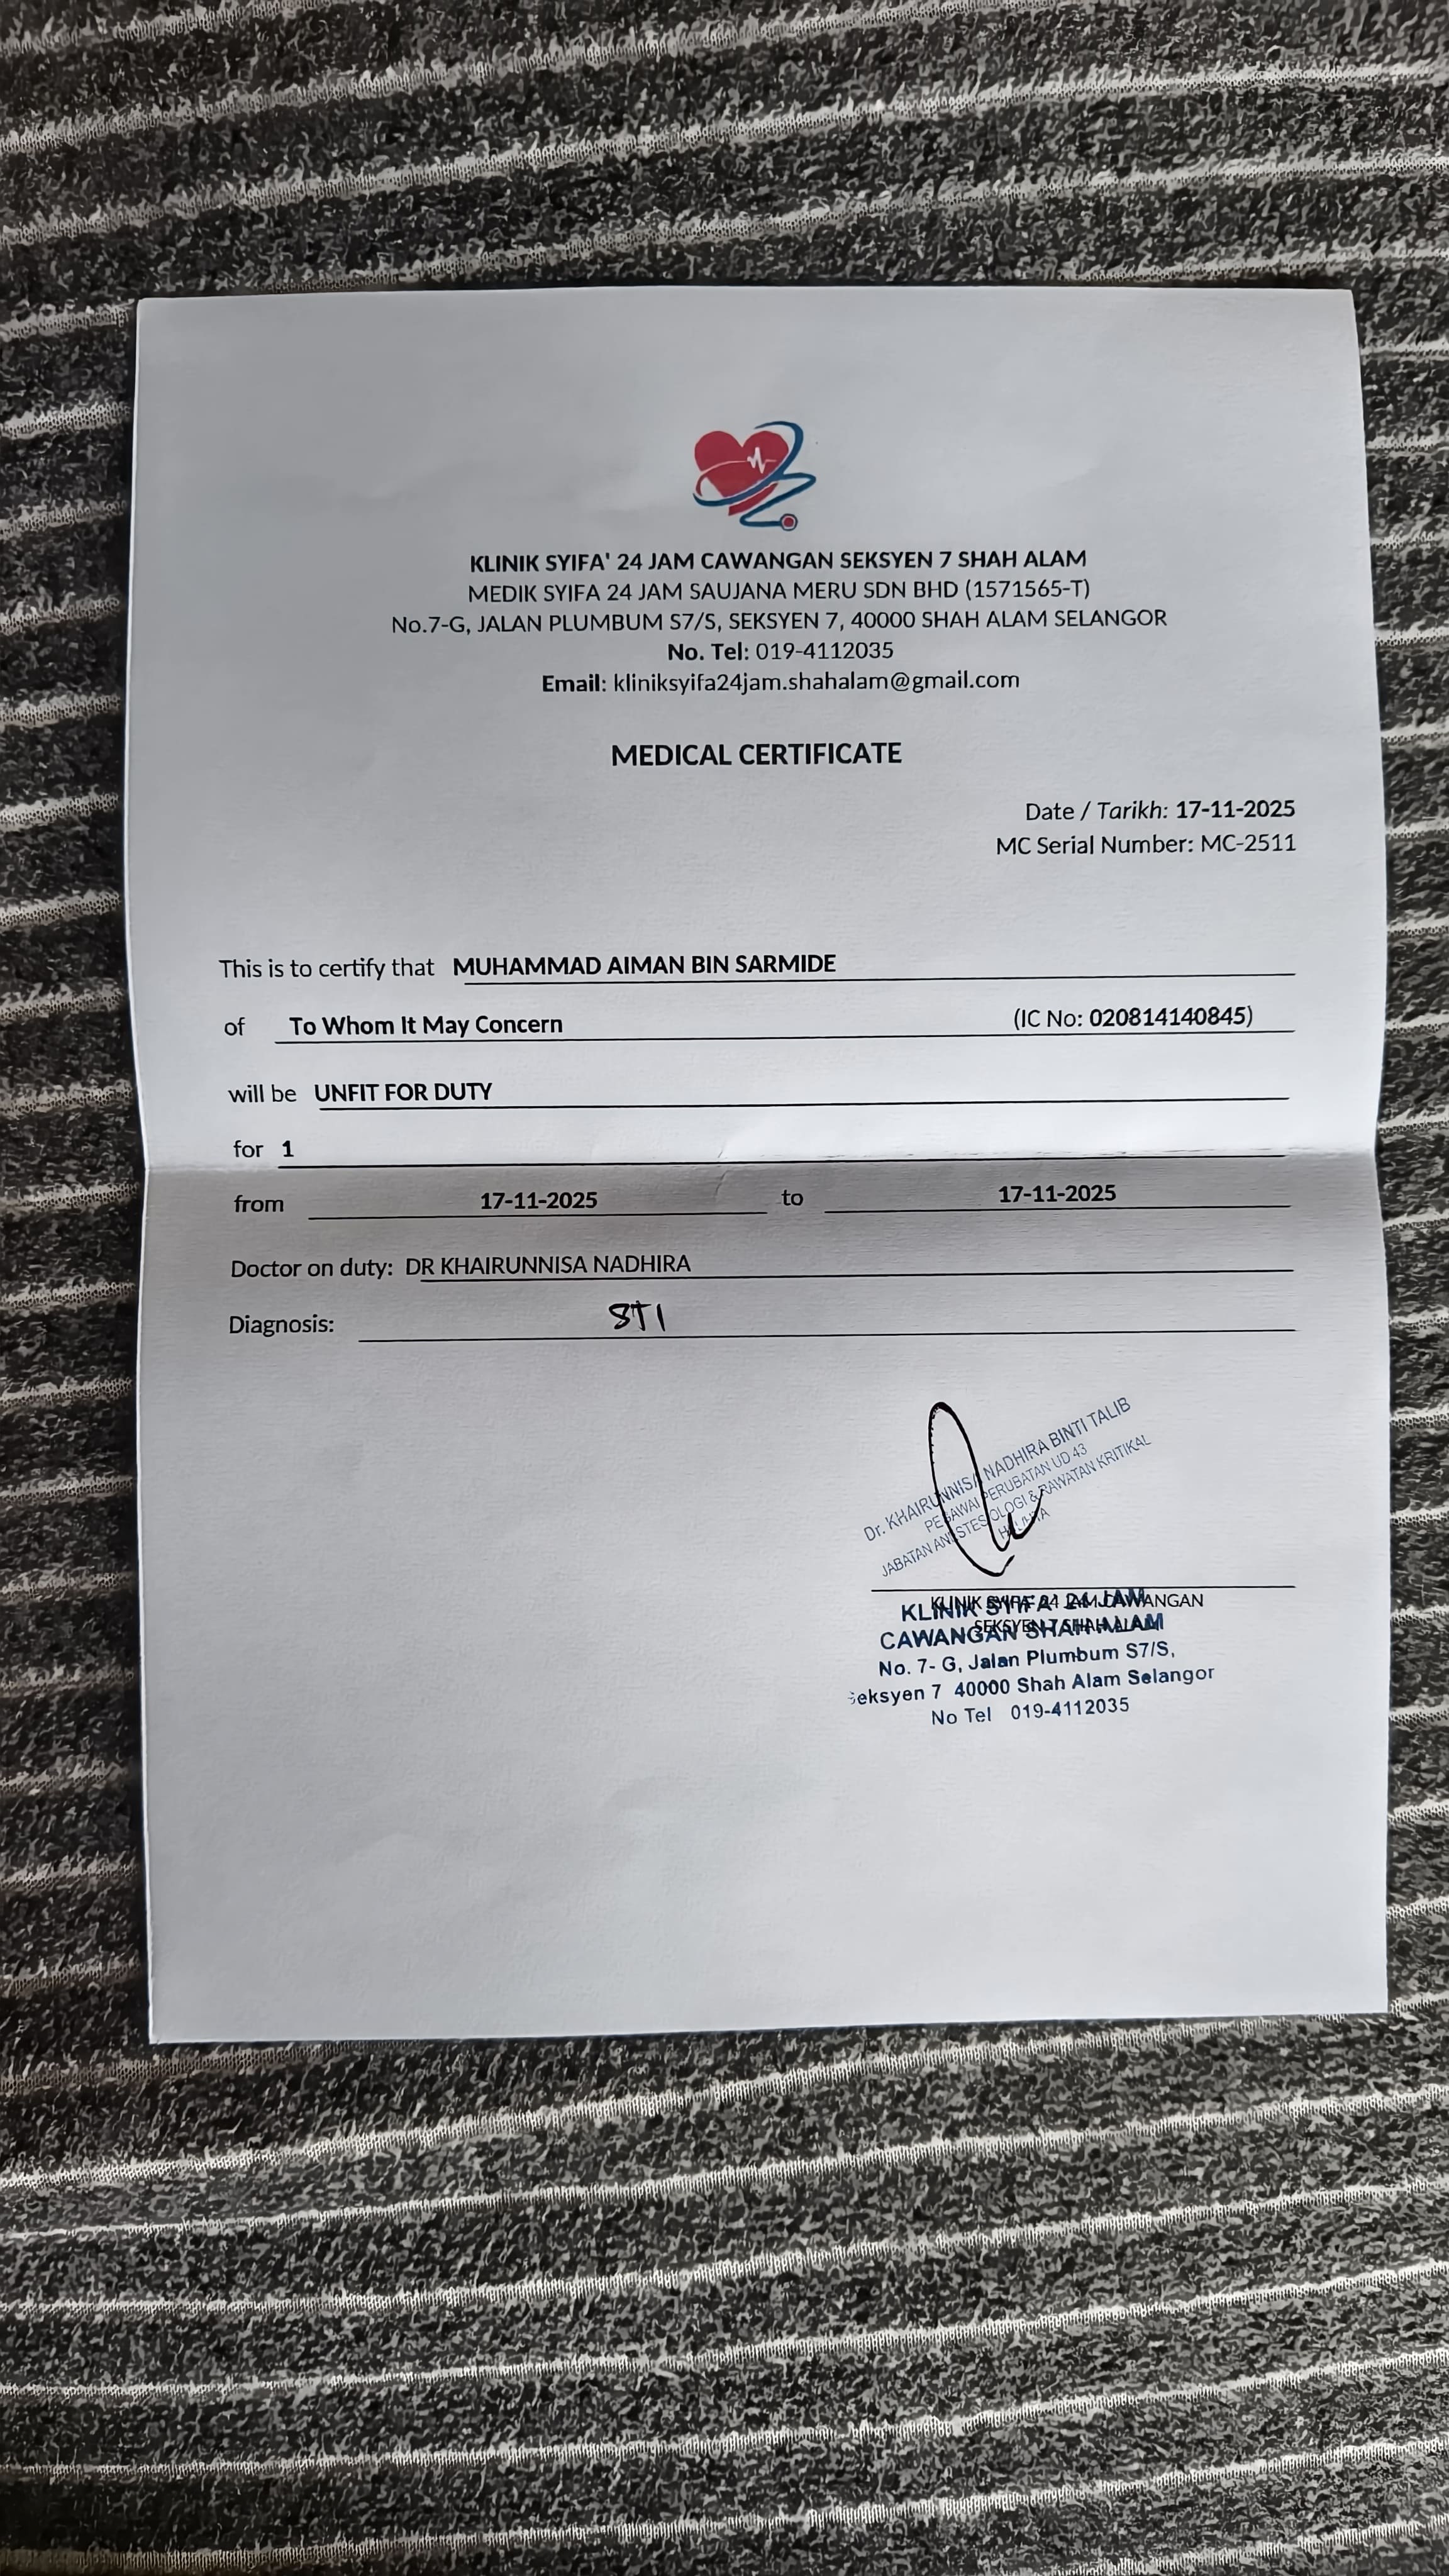 KLINIK SYIFA' 24 JAM CAWANGAN SEKSYEN 7 SHAH ALAM
MEDIK SYIFA 24 JAM SAUJANA MERU SDN BHD (1571565-T)
No.7-G, JALAN PLUMBUM S7/S, SEKSYEN 7, 40000 SHAH ALAM SELANGOR
No. Tel: 019-4112035
Email: kliniksyifa24jam.shahalam@gmail.com
MEDICAL CERTIFICATE
Date / Tarikh: 17-11-2025
MC Serial Number: MC-2511
This is to certify that MUHAMMAD AIMAN BIN SARMIDE
of To Whom It May Concern (IC No: 020814140845)
will be UNFIT FOR DUTY
for 1
from 17-11-2025 to 17-11-2025
Doctor on duty: DR KHAIRUNNISA NADHIRA
Diagnosis: STI
Dr. KHAIRUNNISA NADHIRA BINTI TALIB
PEGAWAI PERUBATAN UD 43
JABATAN ANESTESIOLOGI & RAWATAN KRITIKAL
KLINIK SYIFA' 24 JAM CAWANGAN
SEKSYEN 7 SHAH ALAM
KLINIK SYIFA' 24 JAM
CAWANGAN SHAH ALAM
No. 7- G, Jalan Plumbum S7/S,
Seksyen 7 40000 Shah Alam Selangor
No Tel 019-4112035